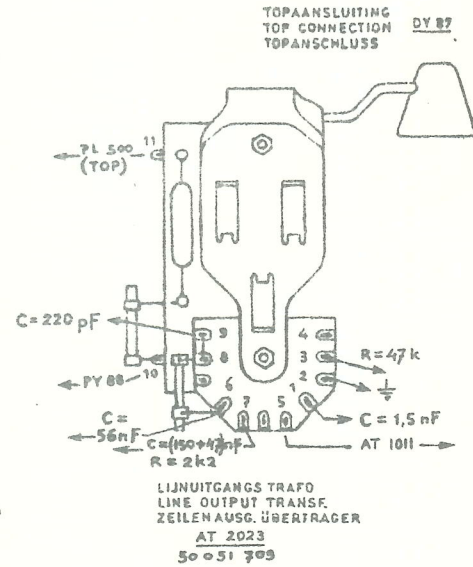 TOPAANSLUITING
TOP CONNECTION DY 87
TOPANSCHLUSS
PL 500 11
(TOP)
C = 220 pF
9 4
8 3 R = 47 k
PY 88 10
2
6 1
C = 56nF
7 5 C = 1,5 nF
C = (150+47)nF AT 1011
R = 2k2
LIJNUITGANGS TRAFO
LINE OUTPUT TRANSF.
ZEILENAUSG. ÜBERTRAGER
AT 2023
50 051 709